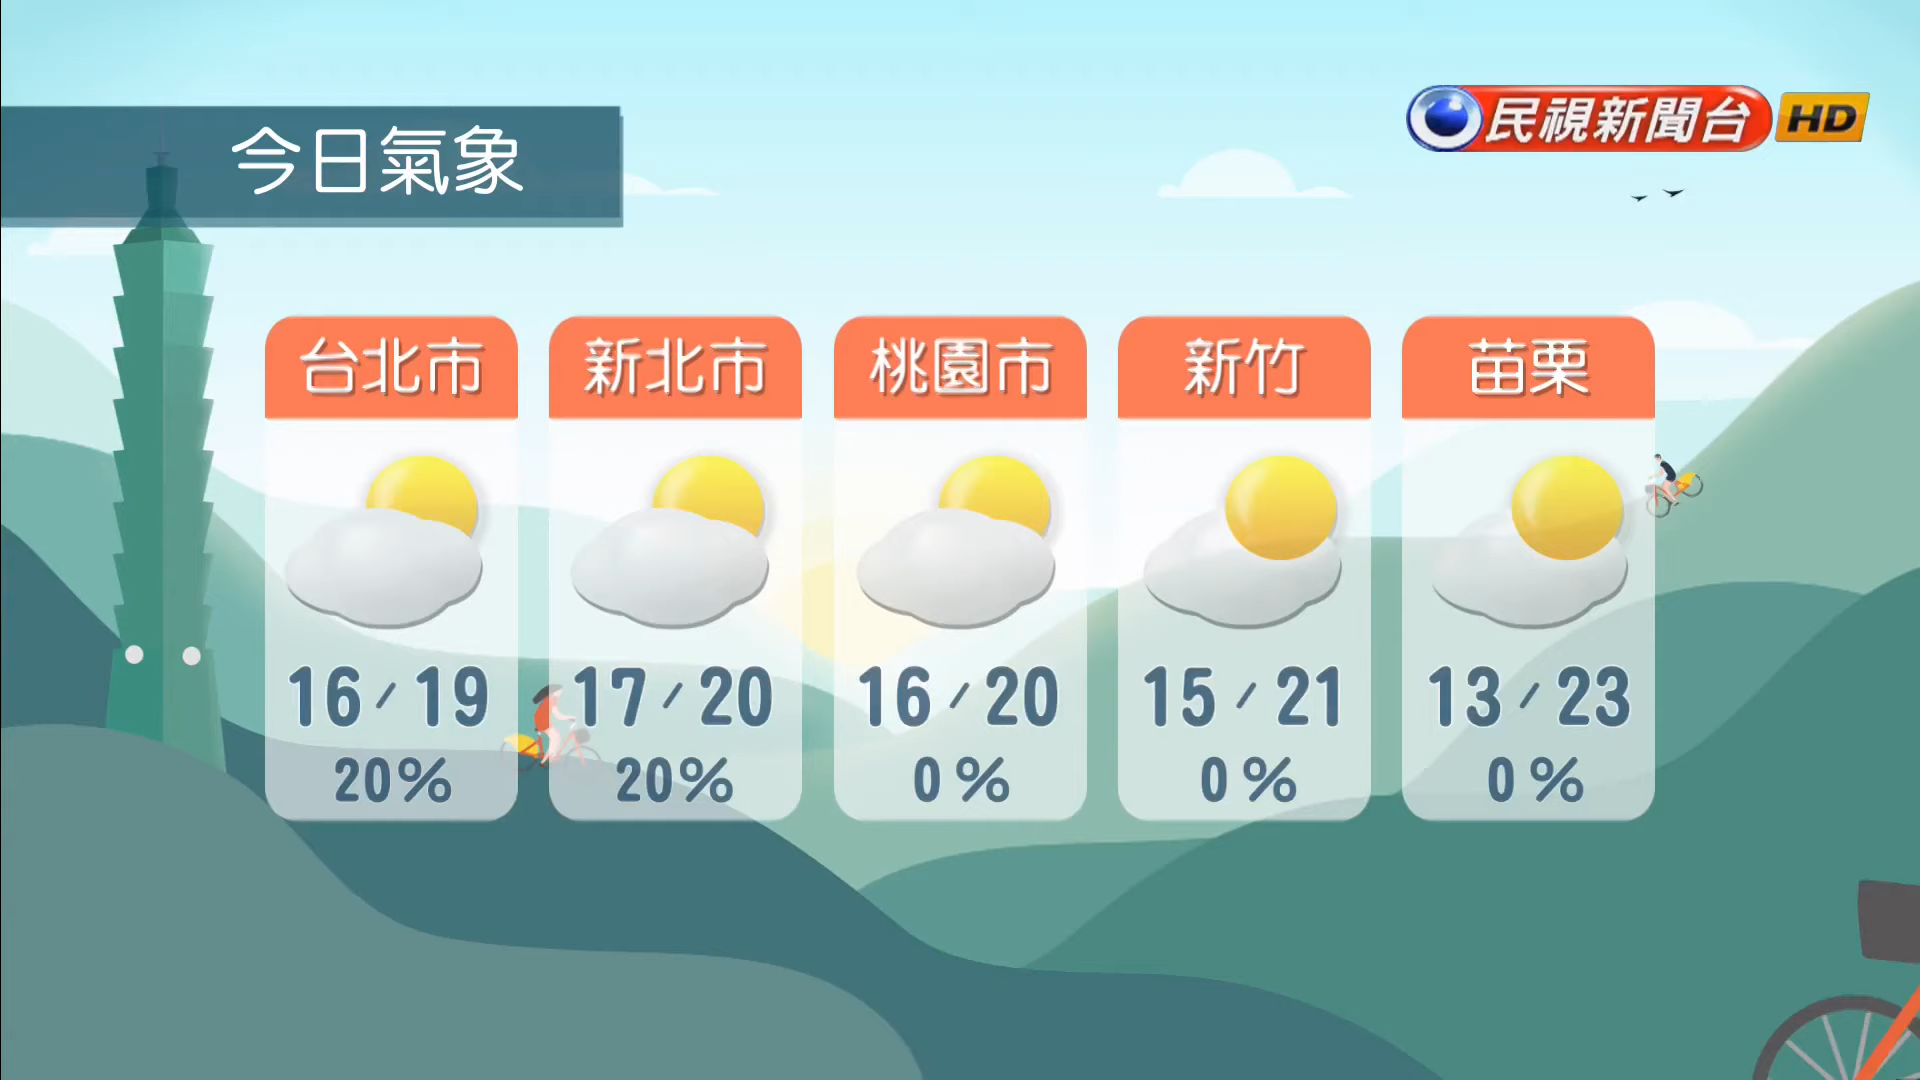 民視新聞台 HD
今日氣象
台北市 新北市 桃園市 新竹 苗栗
16/19 17/20 16/20 15/21 13/23
20% 20% 0% 0% 0%